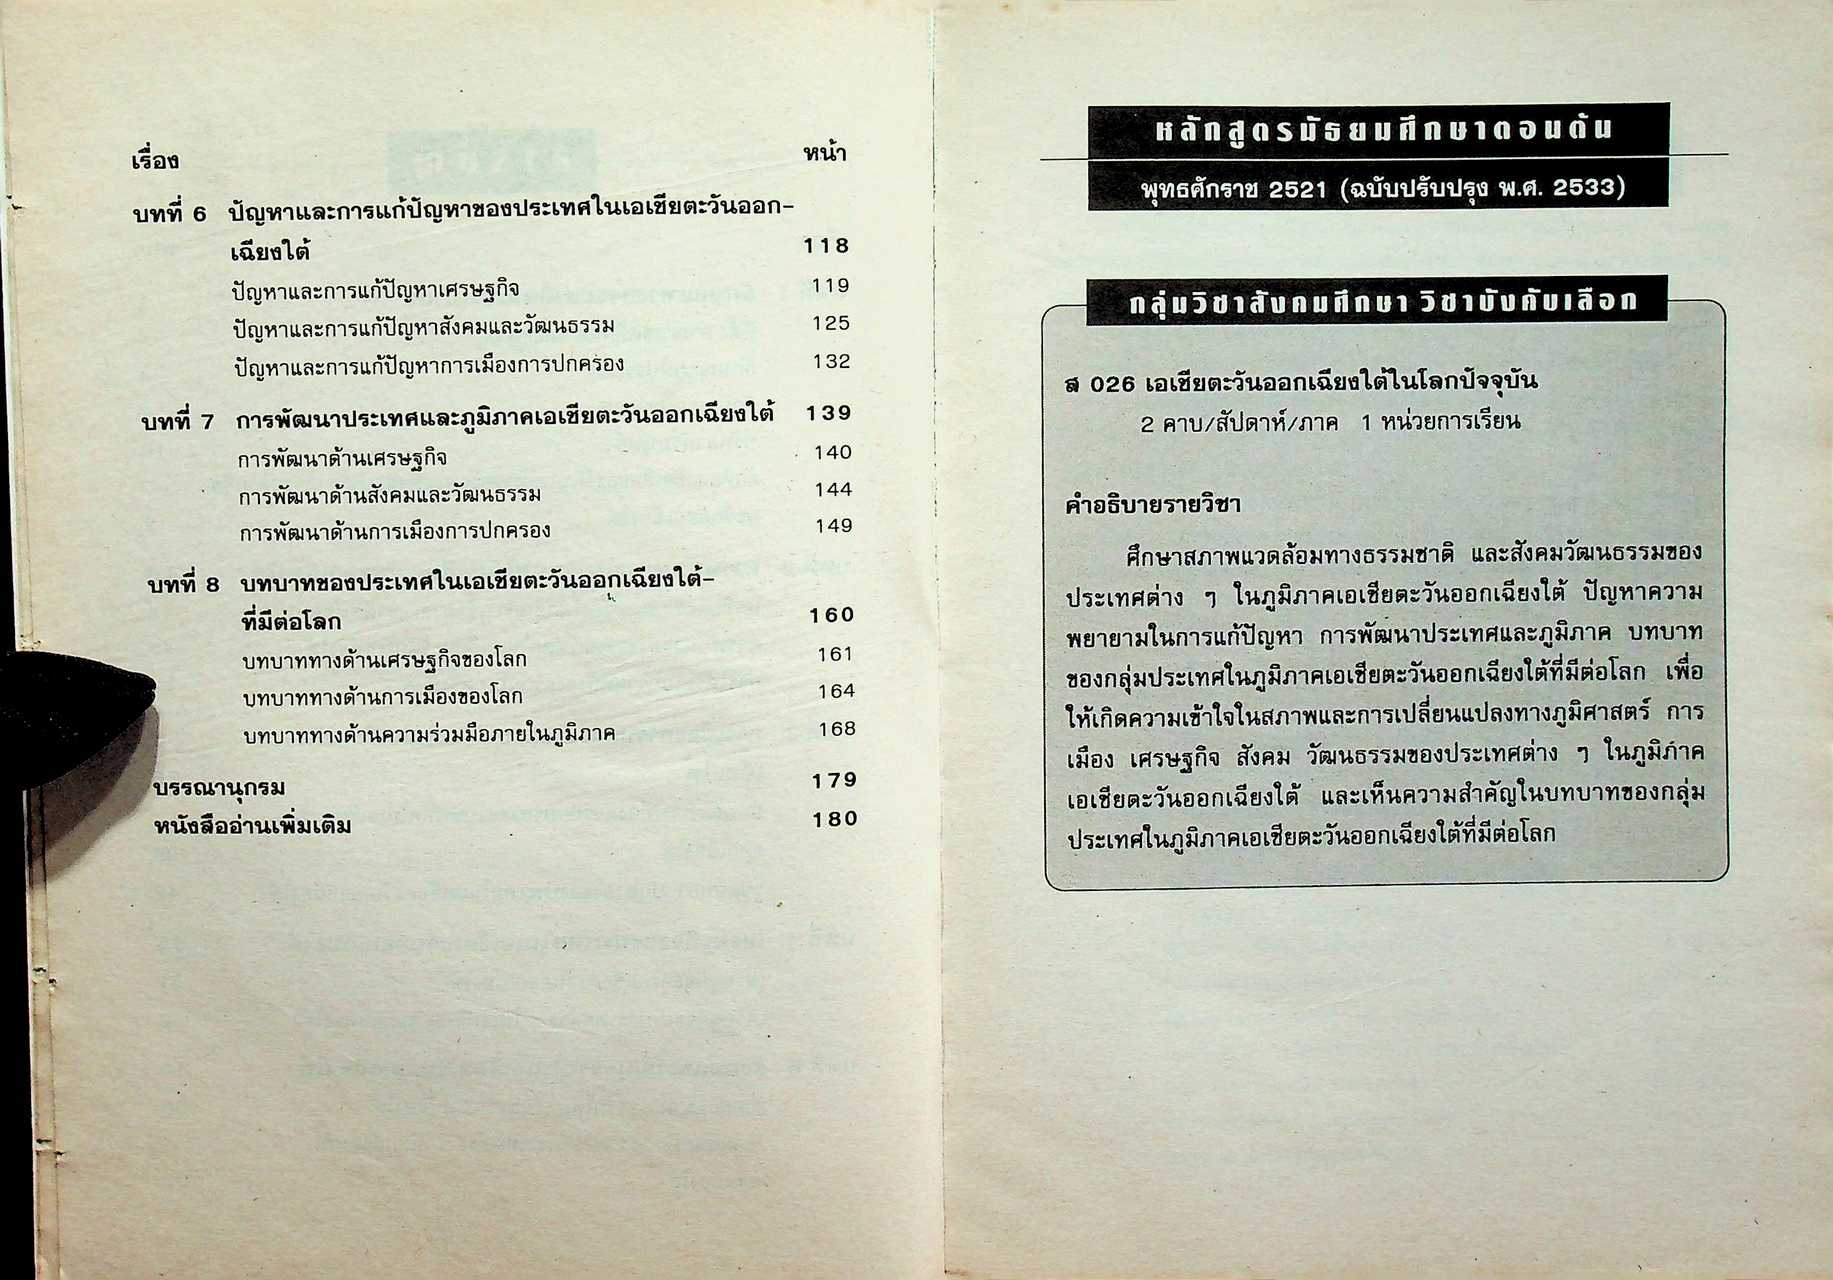 เรื่อง หน้า
บทที่ 6 ปัญหาและการแก้ปัญหาของประเทศในเอเชียตะวันออก-
เฉียงใต้ 118
ปัญหาและการแก้ปัญหาเศรษฐกิจ 119
ปัญหาและการแก้ปัญหาสังคมและวัฒนธรรม 125
ปัญหาและการแก้ปัญหาการเมืองการปกครอง 132
บทที่ 7 การพัฒนาประเทศและภูมิภาคเอเชียตะวันออกเฉียงใต้ 139
การพัฒนาด้านเศรษฐกิจ 140
การพัฒนาด้านสังคมและวัฒนธรรม 144
การพัฒนาด้านการเมืองการปกครอง 149
บทที่ 8 บทบาทของประเทศในเอเชียตะวันออกเฉียงใต้-
ที่มีต่อโลก 160
บทบาททางด้านเศรษฐกิจของโลก 161
บทบาททางด้านการเมืองของโลก 164
บทบาททางด้านความร่วมมือภายในภูมิภาค 168
บรรณานุกรม 179
หนังสืออ่านเพิ่มเติม 180
หลักสูตรมัธยมศึกษาตอนต้น
พุทธศักราช 2521 (ฉบับปรับปรุง พ.ศ. 2533)
กลุ่มวิชาสังคมศึกษา วิชาบังคับเลือก
ส 026 เอเชียตะวันออกเฉียงใต้ในโลกปัจจุบัน
2 คาบ/สัปดาห์/ภาค 1 หน่วยการเรียน
คำอธิบายรายวิชา
ศึกษาสภาพแวดล้อมทางธรรมชาติ และสังคมวัฒนธรรมของ
ประเทศต่าง ๆ ในภูมิภาคเอเชียตะวันออกเฉียงใต้ ปัญหาความ
พยายามในการแก้ปัญหา การพัฒนาประเทศและภูมิภาค บทบาท
ของกลุ่มประเทศในภูมิภาคเอเชียตะวันออกเฉียงใต้ที่มีต่อโลก เพื่อ
ให้เกิดความเข้าใจในสภาพและการเปลี่ยนแปลงทางภูมิศาสตร์ การ
เมือง เศรษฐกิจ สังคม วัฒนธรรมของประเทศต่าง ๆ ในภูมิภาค
เอเชียตะวันออกเฉียงใต้ และเห็นความสำคัญในบทบาทของกลุ่ม
ประเทศในภูมิภาคเอเชียตะวันออกเฉียงใต้ที่มีต่อโลก